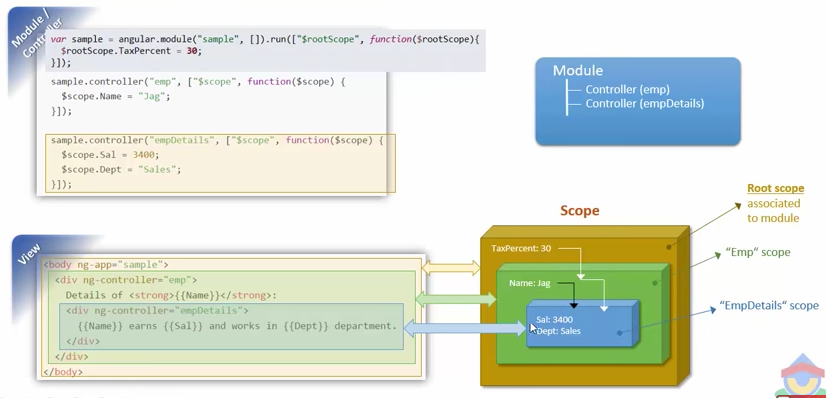 Module /
Controller
var sample = angular.module("sample", []).run(["$rootScope", function($rootScope){
$rootScope.TaxPercent = 30;
}]);
sample.controller("emp", ["$scope", function($scope) {
$scope.Name = "Jag";
}]);
sample.controller("empDetails", ["$scope", function($scope) {
$scope.Sal = 3400;
$scope.Dept = "Sales";
}]);
Module
Controller (emp)
Controller (empDetails)
View
<body ng-app="sample">
<div ng-controller="emp">
Details of <strong>{{Name}}</strong>:
<div ng-controller="empDetails">
{{Name}} earns {{Sal}} and works in {{Dept}} department.
</div>
</div>
</body>
Scope
TaxPercent: 30
Name: Jag
Sal: 3400
Dept: Sales
Root scope
associated
to module
"Emp" scope
"EmpDetails" scope